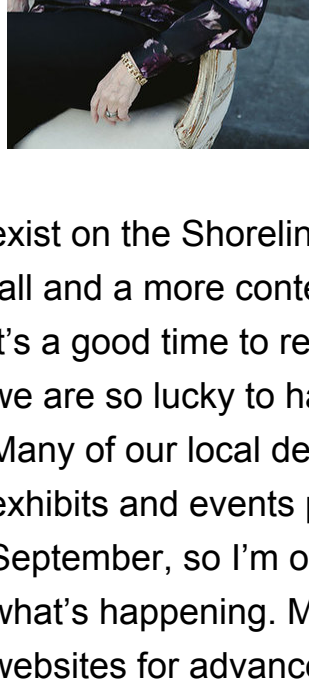 exist on the Shorelin
all and a more conte
t's a good time to re
we are so lucky to ha
Many of our local de
exhibits and events p
September, so I'm o
what's happening. M
websites for advance